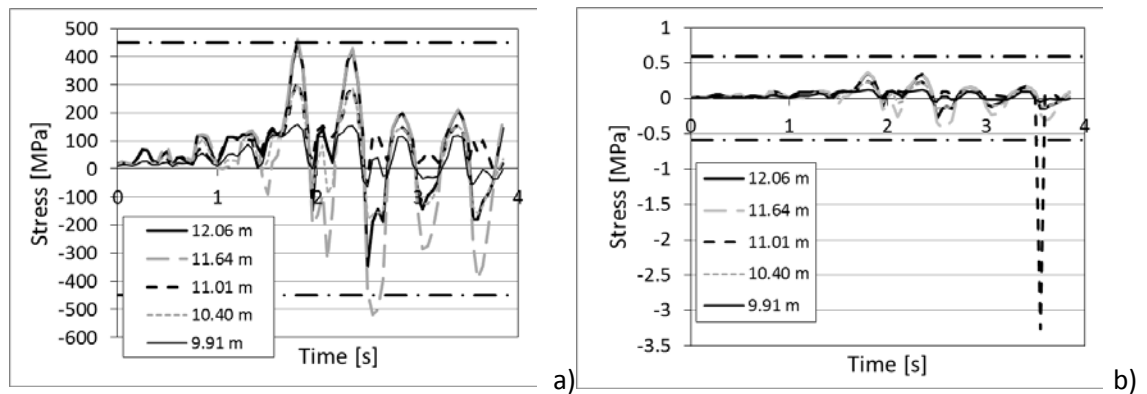 500
400
300
200
100
0
-100
-200
-300
-400
-500
-600
Stress [MPa]
0 1 2 3 4
12.06 m
11.64 m
11.01 m
10.40 m
9.91 m
Time [s]
a)
1
0.5
0
-0.5
-1
-1.5
-2
-2.5
-3
-3.5
Stress [MPa]
0 1 2 3 4
12.06 m
11.64 m
11.01 m
10.40 m
9.91 m
Time [s]
b)